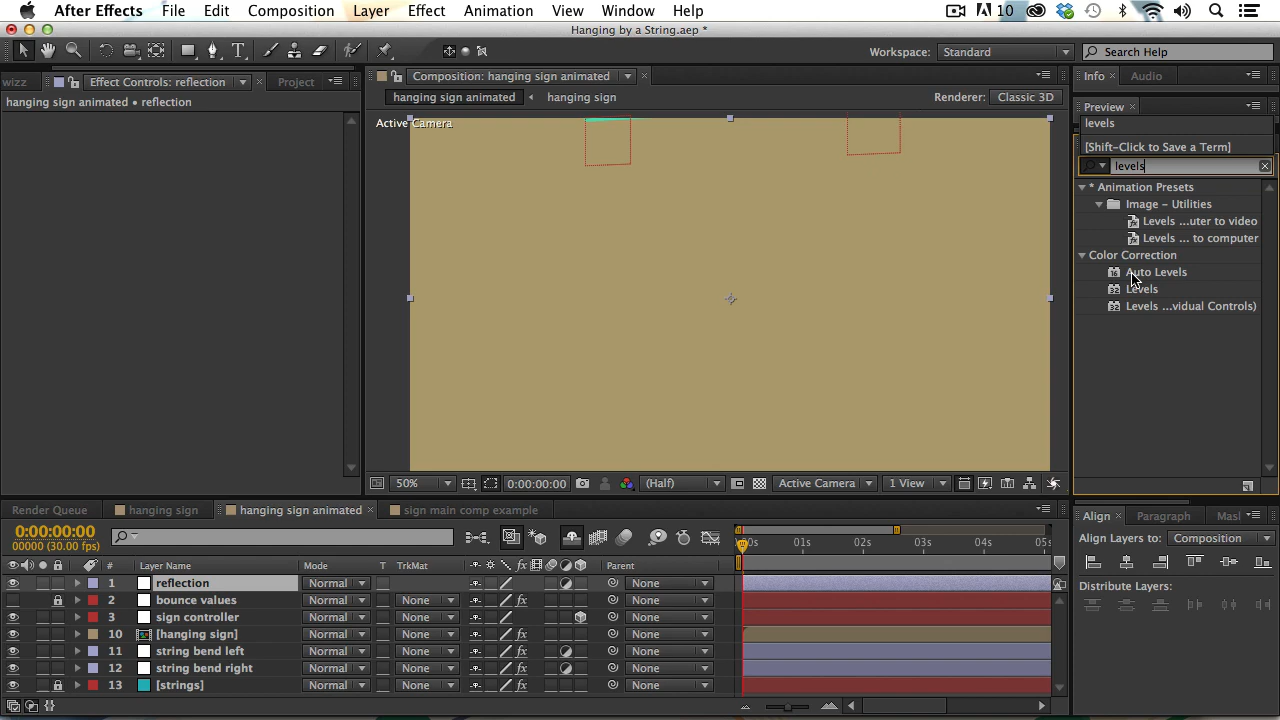 After Effects File Edit Composition Layer Effect Animation View Window Help 10
Hanging by a String.aep *
Workspace: Standard Search Help
wizz Effect Controls: reflection Project
Composition: hanging sign animated
Info Audio
hanging sign animated • reflection
hanging sign animated hanging sign
Renderer: Classic 3D
Preview
Active Camera
levels
[Shift-Click to Save a Term]
levels
* Animation Presets
Image – Utilities
Levels ...uter to video
Levels ... to computer
Color Correction
Auto Levels
Levels
Levels ...vidual Controls)
50% 0:00:00:00 (Half) Active Camera 1 View
Render Queue hanging sign hanging sign animated sign main comp example
Align Paragraph Masl
0:00:00:00
00000 (30.00 fps)
Align Layers to: Composition
00s 01s 02s 03s 04s 05s
# Layer Name Mode T TrkMat Parent
Distribute Layers:
1 reflection Normal None
2 bounce values Normal None None
3 sign controller Normal None None
10 [hanging sign] Normal None None
11 string bend left Normal None None
12 string bend right Normal None None
13 [strings] Normal None None